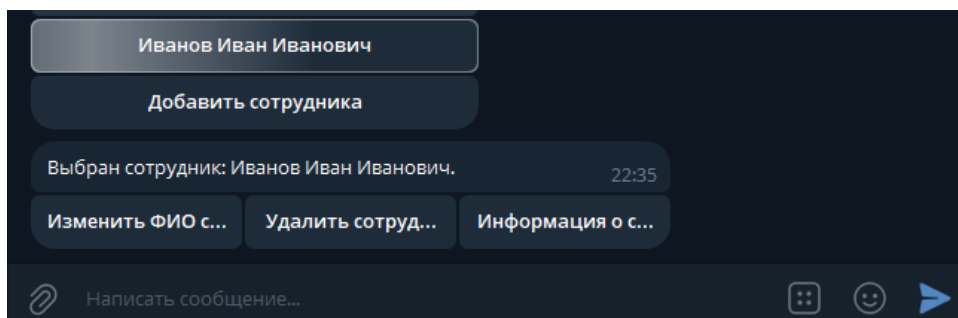 Иванов Иван Иванович
Добавить сотрудника
Выбран сотрудник: Иванов Иван Иванович.
22:35
Изменить ФИО с... Удалить сотруд... Информация о с...
Написать сообщение...